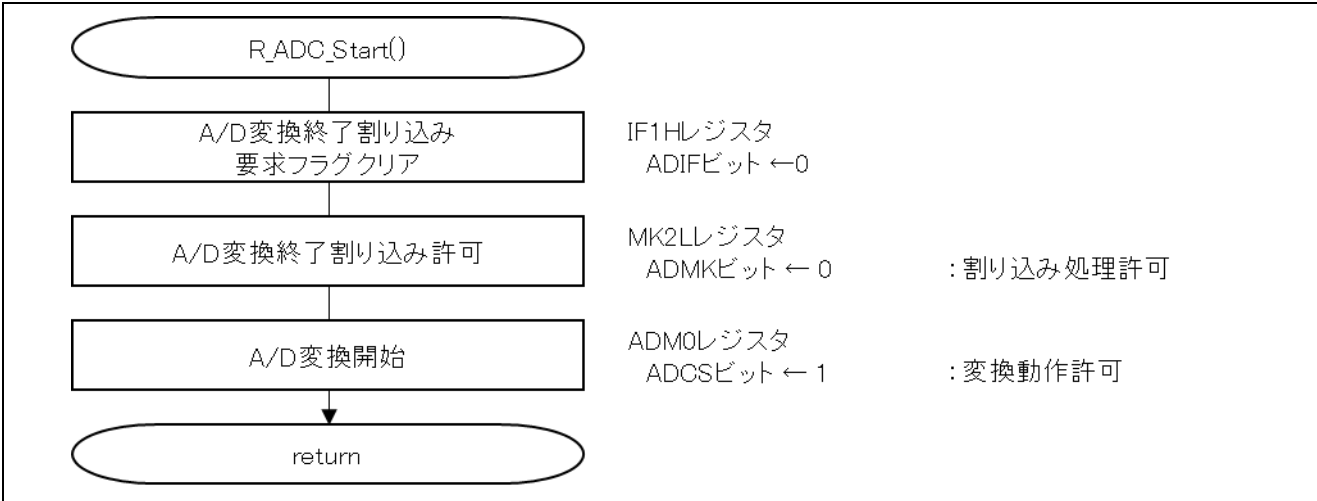 R_ADC_Start()
A/D変換終了割り込み
要求フラグクリア
IF1Hレジスタ
ADIFビット ←0
A/D変換終了割り込み許可
MK2Lレジスタ
ADMKビット ← 0 :割り込み処理許可
A/D変換開始
ADM0レジスタ
ADCSビット ← 1 :変換動作許可
return